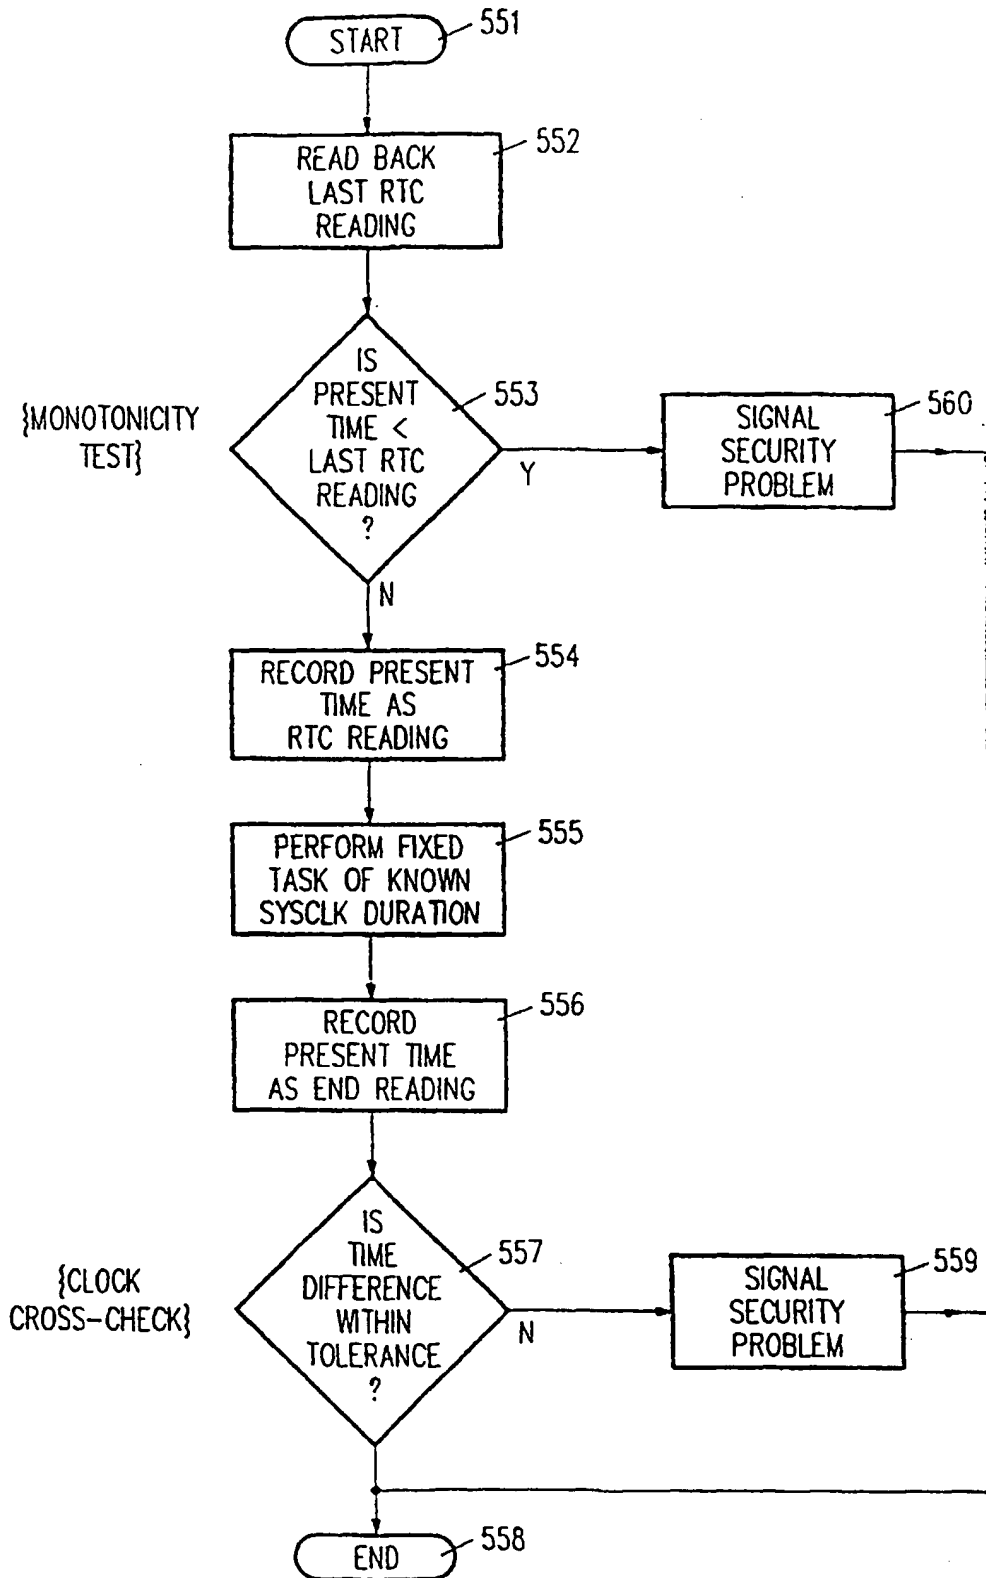 START
551
READ BACK
LAST RTC
READING
552
IS
PRESENT
TIME <
LAST RTC
READING
?
553
{MONOTONICITY
TEST}
Y
SIGNAL
SECURITY
PROBLEM
560
N
RECORD PRESENT
TIME AS
RTC READING
554
PERFORM FIXED
TASK OF KNOWN
SYSCLK DURATION
555
RECORD
PRESENT TIME
AS END READING
556
IS
TIME
DIFFERENCE
WITHIN
TOLERANCE
?
557
{CLOCK
CROSS-CHECK}
N
SIGNAL
SECURITY
PROBLEM
559
END
558